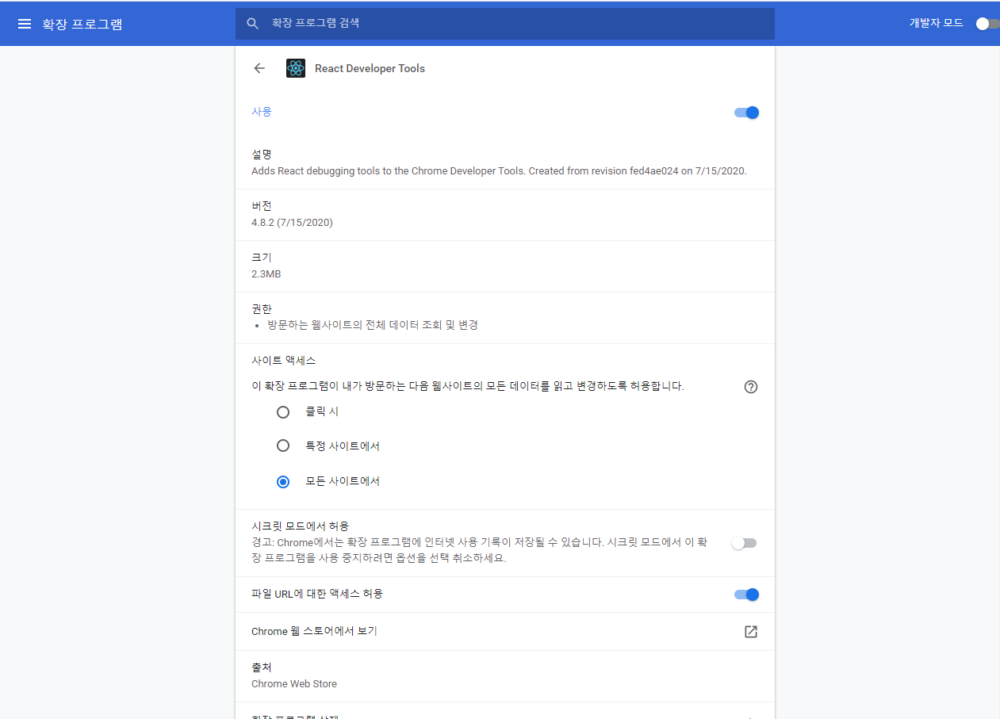 확장 프로그램
확장 프로그램 검색
개발자 모드
React Developer Tools
사용
설명
Adds React debugging tools to the Chrome Developer Tools. Created from revision fed4ae024 on 7/15/2020.
버전
4.8.2 (7/15/2020)
크기
2.3MB
권한
• 방문하는 웹사이트의 전체 데이터 조회 및 변경
사이트 액세스
이 확장 프로그램이 내가 방문하는 다음 웹사이트의 모든 데이터를 읽고 변경하도록 허용합니다.
클릭 시
특정 사이트에서
모든 사이트에서
시크릿 모드에서 허용
경고: Chrome에서는 확장 프로그램에 인터넷 사용 기록이 저장될 수 있습니다. 시크릿 모드에서 이 확
장 프로그램을 사용 중지하려면 옵션을 선택 취소하세요.
파일 URL에 대한 액세스 허용
Chrome 웹 스토어에서 보기
출처
Chrome Web Store
확장 프로그램 삭제